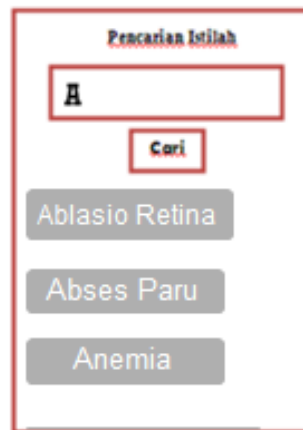 Pencarian Istilah
A
Cari
Ablasio Retina
Abses Paru
Anemia